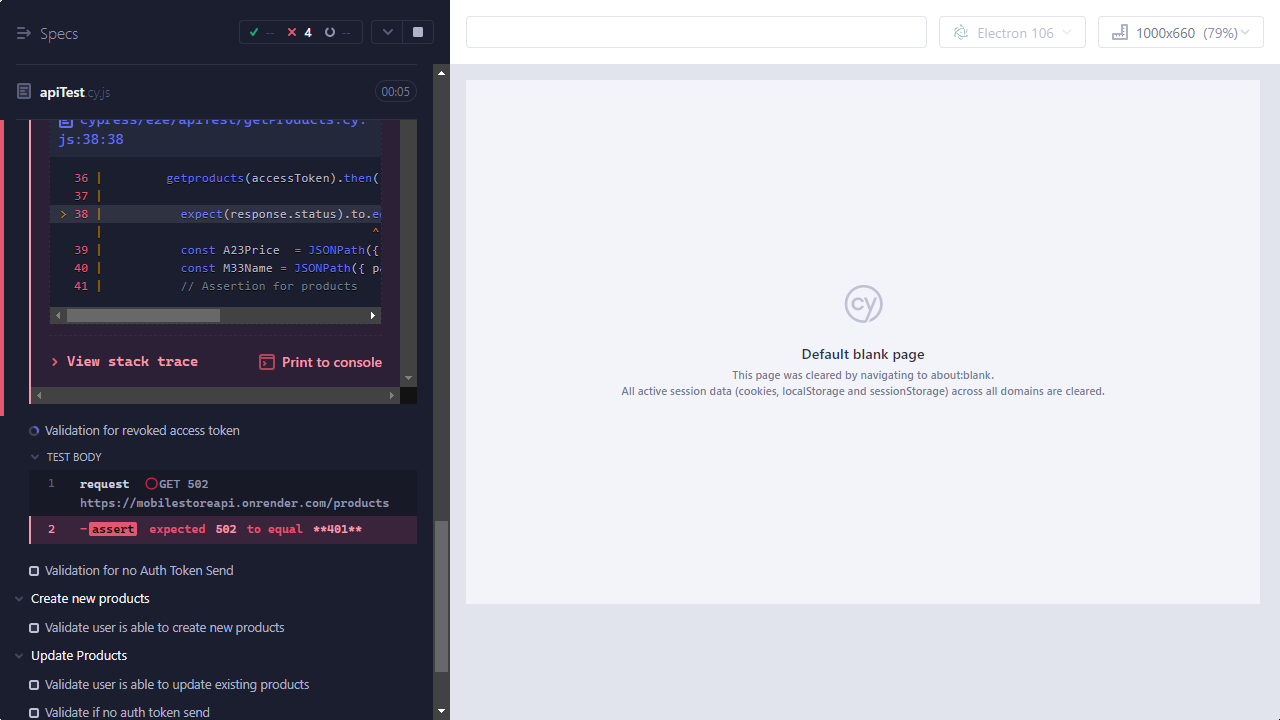 Specs
-- 4 --
apiTest.cy.js 00:05
cypress/e2e/apiTest/getProducts.cy.
js:38:38
36 | getproducts(accessToken).then(
37 |
> 38 | expect(response.status).to.eq
| ^
39 | const A23Price = JSONPath({
40 | const M33Name = JSONPath({ pa
41 | // Assertion for products
View stack trace
Print to console
Validation for revoked access token
TEST BODY
1 request GET 502
https://mobilestoreapi.onrender.com/products
2 -assert expected 502 to equal **401**
Validation for no Auth Token Send
Create new products
Validate user is able to create new products
Update Products
Validate user is able to update existing products
Validate if no auth token send
Electron 106
1000x660 (79%)
cy
Default blank page
This page was cleared by navigating to about:blank.
All active session data (cookies, localStorage and sessionStorage) across all domains are cleared.